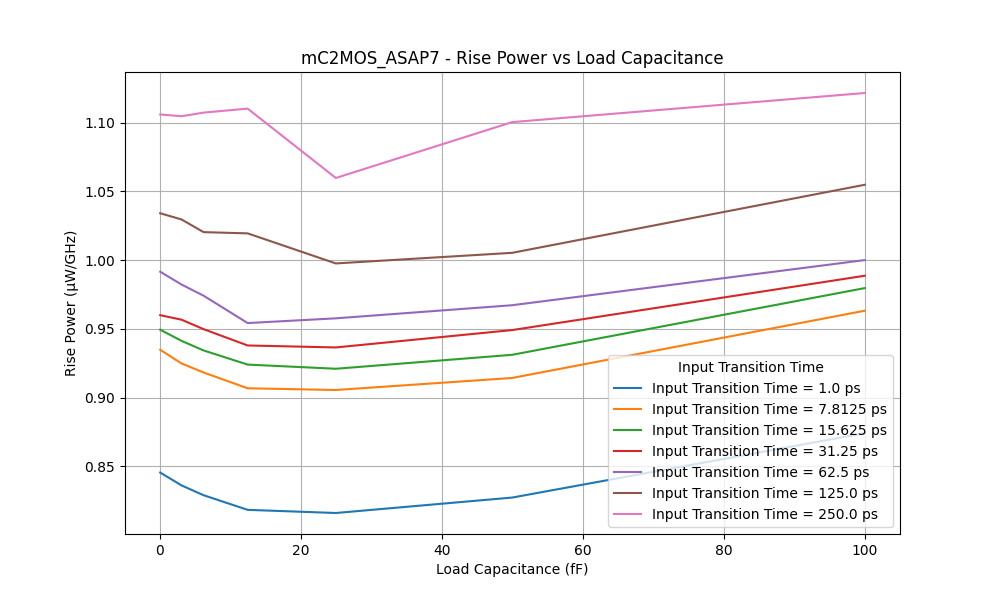 mC2MOS_ASAP7 - Rise Power vs Load Capacitance
Rise Power (μW/GHz)
1.10
1.05
1.00
0.95
0.90
0.85
0
20
40
60
80
100
Load Capacitance (fF)
Input Transition Time
Input Transition Time = 1.0 ps
Input Transition Time = 7.8125 ps
Input Transition Time = 15.625 ps
Input Transition Time = 31.25 ps
Input Transition Time = 62.5 ps
Input Transition Time = 125.0 ps
Input Transition Time = 250.0 ps